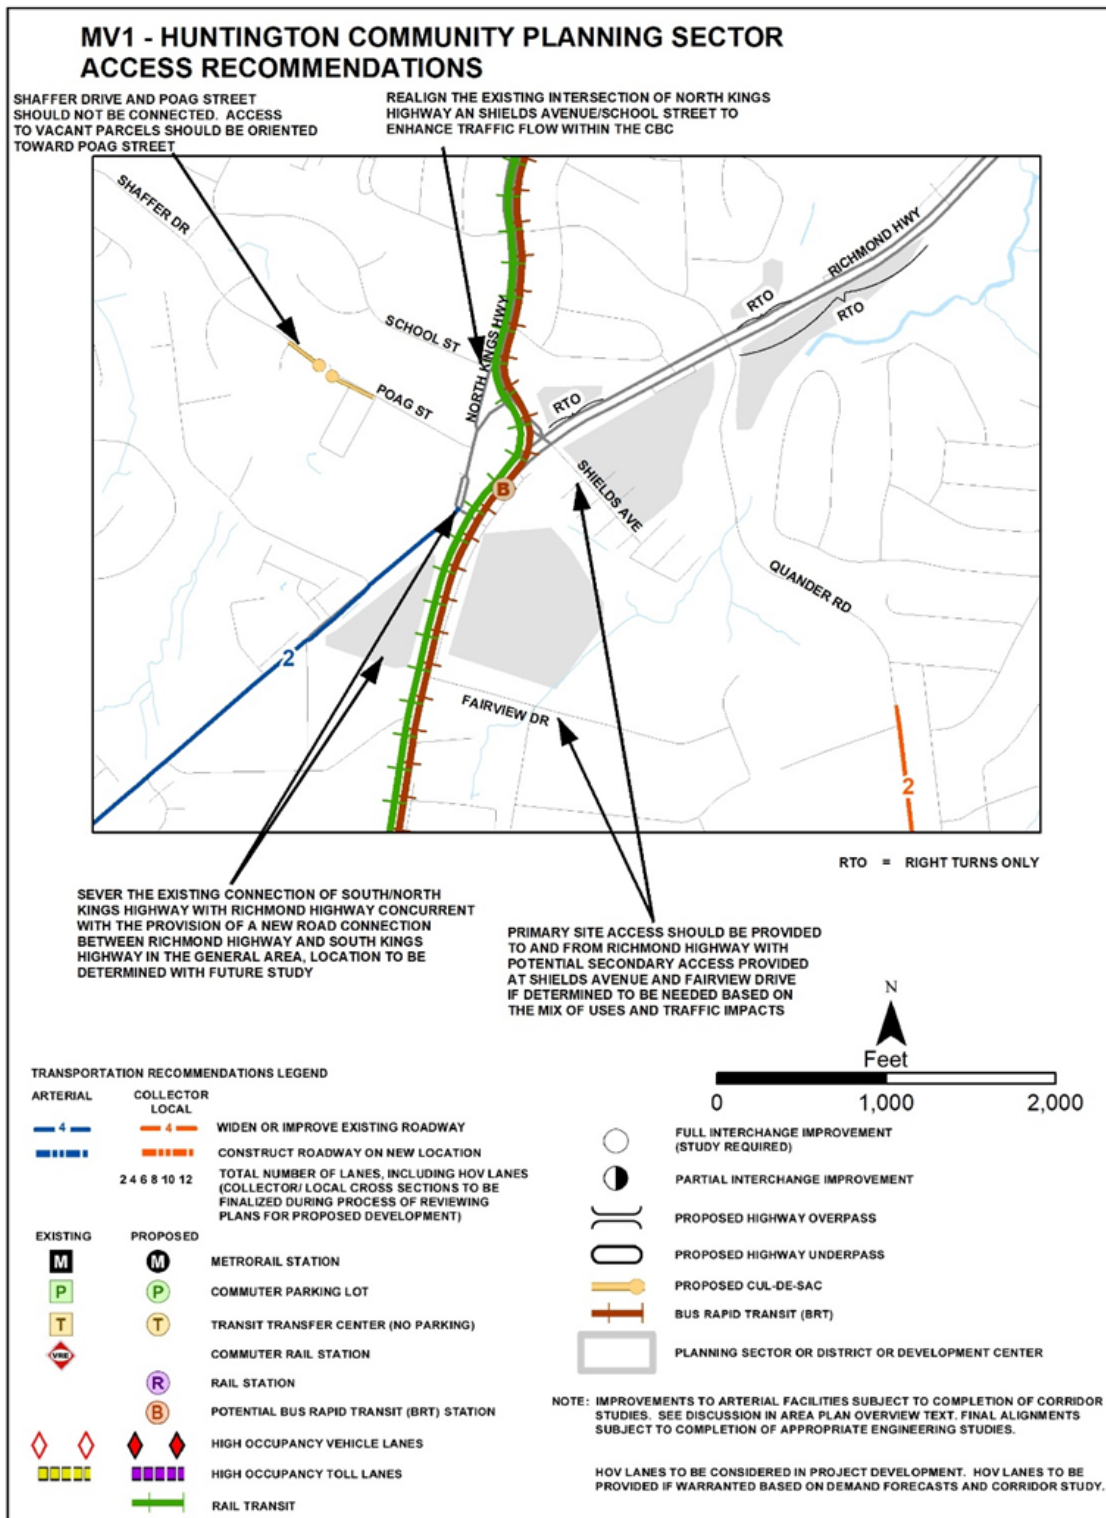 MV1 - HUNTINGTON COMMUNITY PLANNING SECTOR
ACCESS RECOMMENDATIONS
SHAFFER DRIVE AND POAG STREET
SHOULD NOT BE CONNECTED. ACCESS
TO VACANT PARCELS SHOULD BE ORIENTED
TOWARD POAG STREET
REALIGN THE EXISTING INTERSECTION OF NORTH KINGS
HIGHWAY AN SHIELDS AVENUE/SCHOOL STREET TO
ENHANCE TRAFFIC FLOW WITHIN THE CBC
SHAFFER DR
SCHOOL ST
NORTH KINGS HWY
POAG ST
RICHMOND HWY
RTO
RTO
RTO
B
SHIELDS AVE
QUANDER RD
FAIRVIEW DR
2
2
RTO = RIGHT TURNS ONLY
SEVER THE EXISTING CONNECTION OF SOUTH/NORTH
KINGS HIGHWAY WITH RICHMOND HIGHWAY CONCURRENT
WITH THE PROVISION OF A NEW ROAD CONNECTION
BETWEEN RICHMOND HIGHWAY AND SOUTH KINGS
HIGHWAY IN THE GENERAL AREA, LOCATION TO BE
DETERMINED WITH FUTURE STUDY
PRIMARY SITE ACCESS SHOULD BE PROVIDED
TO AND FROM RICHMOND HIGHWAY WITH
POTENTIAL SECONDARY ACCESS PROVIDED
AT SHIELDS AVENUE AND FAIRVIEW DRIVE
IF DETERMINED TO BE NEEDED BASED ON
THE MIX OF USES AND TRAFFIC IMPACTS
N
Feet
0 1,000 2,000
TRANSPORTATION RECOMMENDATIONS LEGEND
ARTERIAL
COLLECTOR
LOCAL
4 4 WIDEN OR IMPROVE EXISTING ROADWAY
CONSTRUCT ROADWAY ON NEW LOCATION
2 4 6 8 10 12 TOTAL NUMBER OF LANES, INCLUDING HOV LANES
(COLLECTOR/ LOCAL CROSS SECTIONS TO BE
FINALIZED DURING PROCESS OF REVIEWING
PLANS FOR PROPOSED DEVELOPMENT)
EXISTING PROPOSED
M M METRORAIL STATION
P P COMMUTER PARKING LOT
T T TRANSIT TRANSFER CENTER (NO PARKING)
VRE COMMUTER RAIL STATION
R RAIL STATION
B POTENTIAL BUS RAPID TRANSIT (BRT) STATION
HIGH OCCUPANCY VEHICLE LANES
HIGH OCCUPANCY TOLL LANES
RAIL TRANSIT
FULL INTERCHANGE IMPROVEMENT
(STUDY REQUIRED)
PARTIAL INTERCHANGE IMPROVEMENT
PROPOSED HIGHWAY OVERPASS
PROPOSED HIGHWAY UNDERPASS
PROPOSED CUL-DE-SAC
BUS RAPID TRANSIT (BRT)
PLANNING SECTOR OR DISTRICT OR DEVELOPMENT CENTER
NOTE: IMPROVEMENTS TO ARTERIAL FACILITIES SUBJECT TO COMPLETION OF CORRIDOR
STUDIES. SEE DISCUSSION IN AREA PLAN OVERVIEW TEXT. FINAL ALIGNMENTS
SUBJECT TO COMPLETION OF APPROPRIATE ENGINEERING STUDIES.
HOV LANES TO BE CONSIDERED IN PROJECT DEVELOPMENT. HOV LANES TO BE
PROVIDED IF WARRANTED BASED ON DEMAND FORECASTS AND CORRIDOR STUDY.